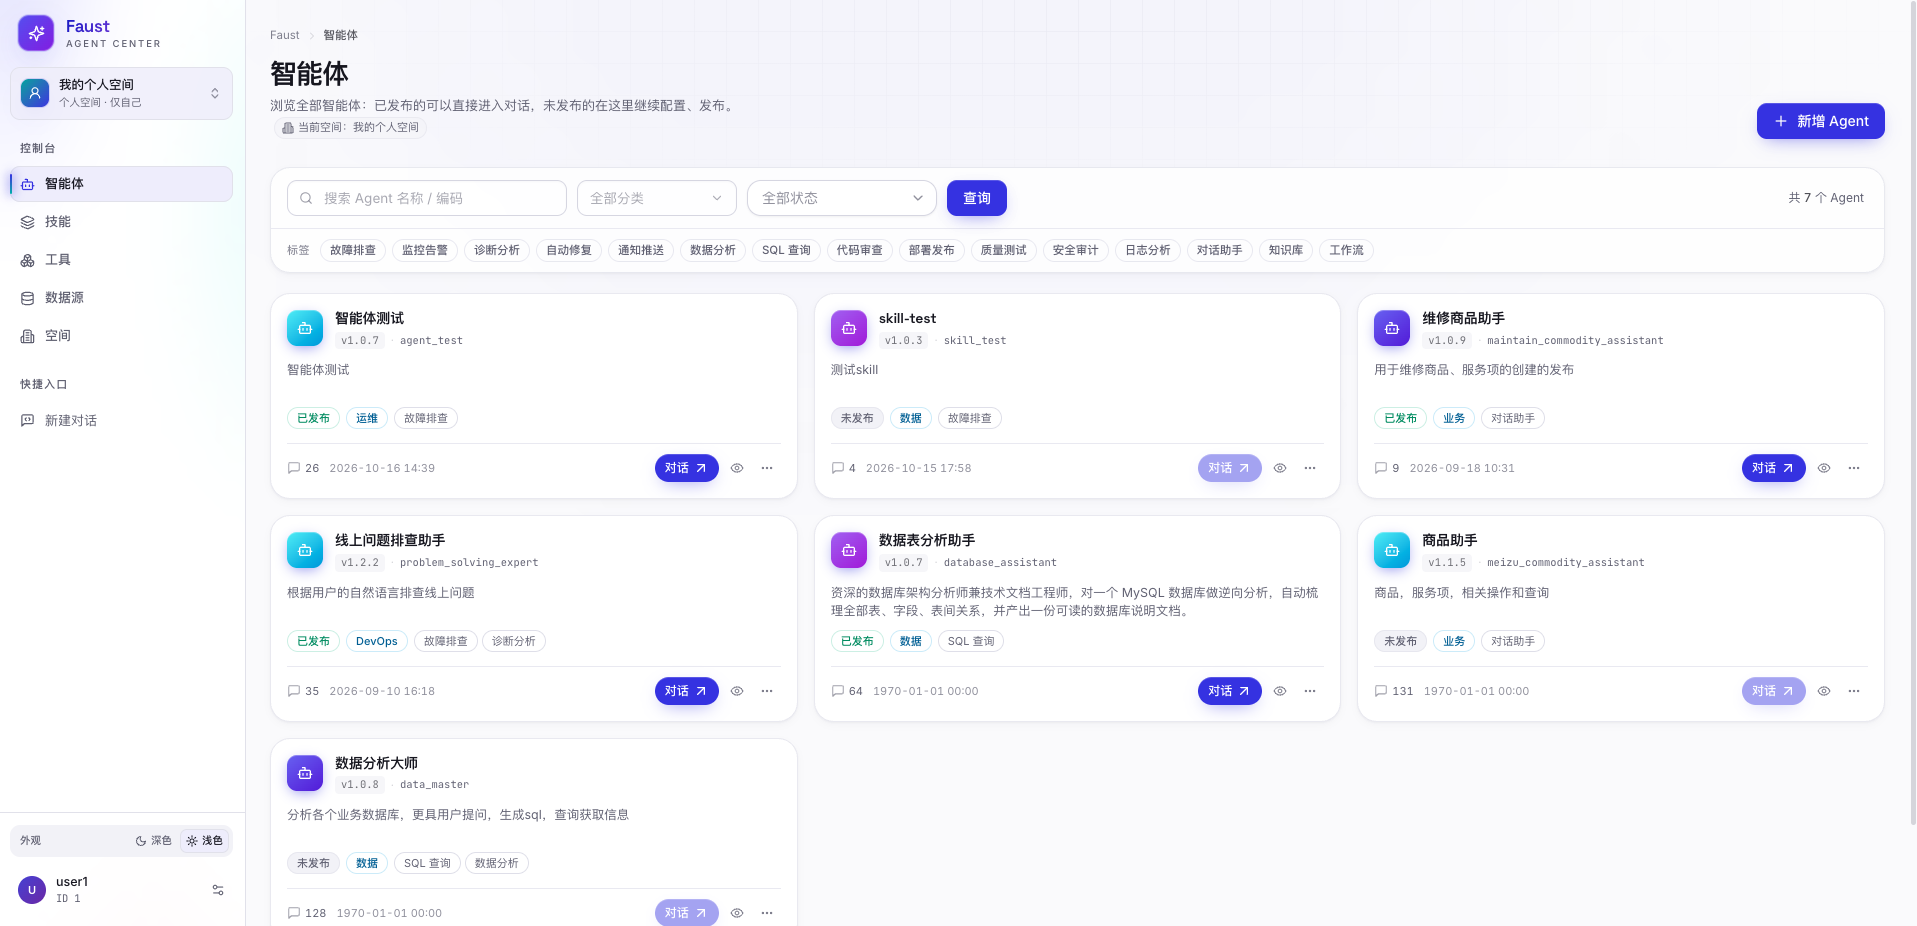 Faust
AGENT CENTER
我的个人空间
个人空间 · 仅自己
控制台
智能体
技能
工具
数据源
空间
快捷入口
新建对话
外观 深色 浅色
U
user1
ID 1
Faust 智能体
智能体
浏览全部智能体：已发布的可以直接进入对话，未发布的在这里继续配置、发布。
当前空间：我的个人空间
新增 Agent
搜索 Agent 名称 / 编码 全部分类 全部状态 查询 共 7 个 Agent
标签 故障排查 监控告警 诊断分析 自动修复 通知推送 数据分析 SQL 查询 代码审查 部署发布 质量测试 安全审计 日志分析 对话助手 知识库 工作流
智能体测试
v1.0.7 · agent_test
智能体测试
已发布 运维 故障排查
26 2026-10-16 14:39 对话
skill-test
v1.0.3 · skill_test
测试skill
未发布 数据 故障排查
4 2026-10-15 17:58 对话
维修商品助手
v1.0.9 · maintain_commodity_assistant
用于维修商品、服务项的创建的发布
已发布 业务 对话助手
9 2026-09-18 10:31 对话
线上问题排查助手
v1.2.2 · problem_solving_expert
根据用户的自然语言排查线上问题
已发布 DevOps 故障排查 诊断分析
35 2026-09-10 16:18 对话
数据表分析助手
v1.0.7 · database_assistant
资深的数据库架构分析师兼技术文档工程师，对一个 MySQL 数据库做逆向分析，自动梳
理全部表、字段、表间关系，并产出一份可读的数据库说明文档。
已发布 数据 SQL 查询
64 1970-01-01 00:00 对话
商品助手
v1.1.5 · meizu_commodity_assistant
商品，服务项，相关操作和查询
未发布 业务 对话助手
131 1970-01-01 00:00 对话
数据分析大师
v1.0.8 · data_master
分析各个业务数据库，更具用户提问，生成sql，查询获取信息
未发布 数据 SQL 查询 数据分析
128 1970-01-01 00:00 对话